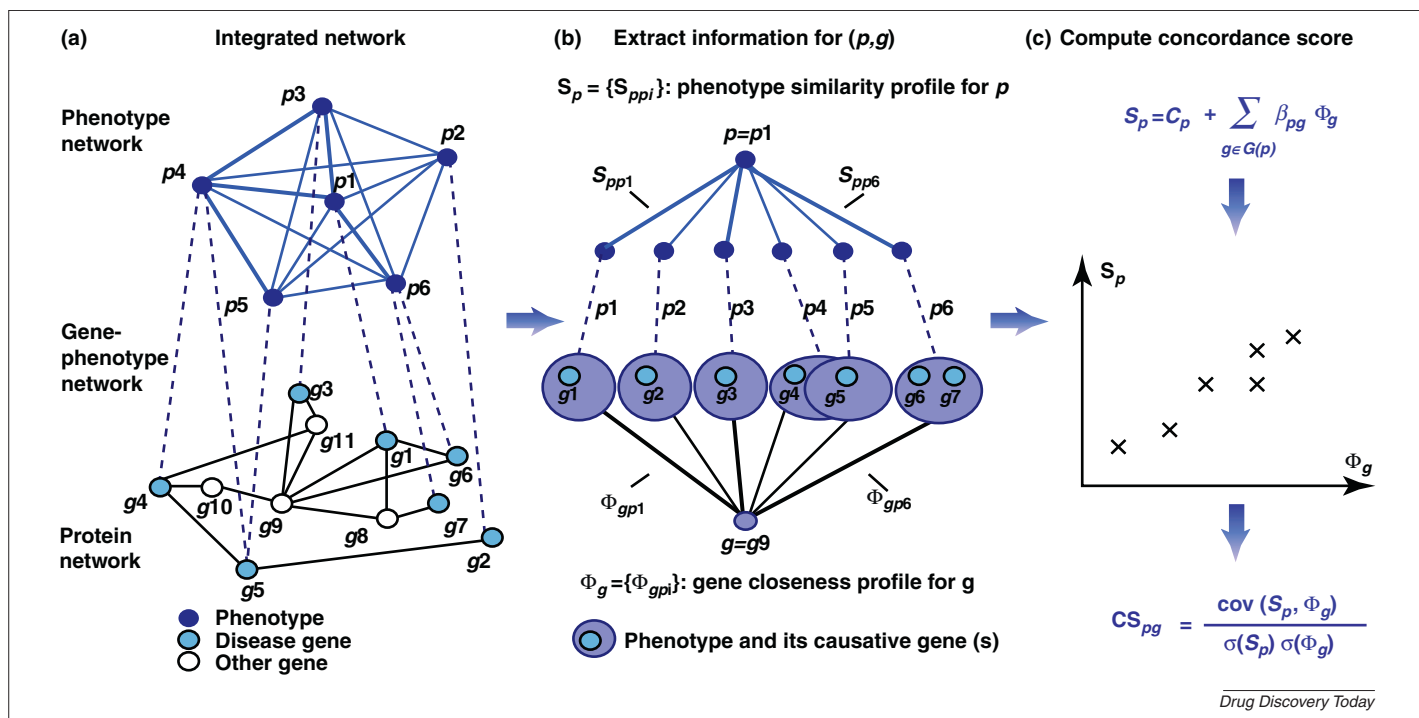 (a) Integrated network
Phenotype
network
p3
p2
p4
p1
p5
p6
Gene-
phenotype
network
g3
g11
g1
g6
g4
g10
g9
g8
g7
g2
g5
Protein
network
Phenotype
Disease gene
Other gene
(b) Extract information for (p,g)
Sp = {Sppi}: phenotype similarity profile for p
p=p1
Spp1
Spp6
p1 p2 p3 p4 p5 p6
g1 g2 g3 g4 g5 g6 g7
Φgp1
Φgp6
g=g9
Φg ={Φgpi}: gene closeness profile for g
Phenotype and its causative gene (s)
(c) Compute concordance score
Sp=Cp + ∑ βpg Φg
g∈G(p)
Sp
Φg
CSpg = cov (Sp, Φg)
σ(Sp) σ(Φg)
Drug Discovery Today